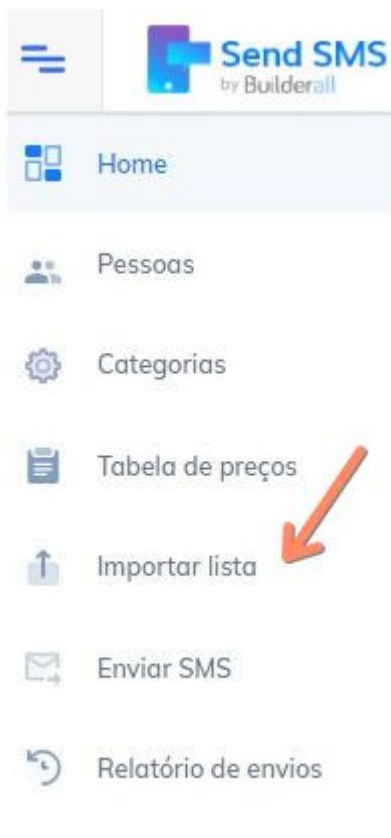 Send SMS
by Builderall
Home
Pessoas
Categorias
Tabela de preços
Importar lista
Enviar SMS
Relatório de envios